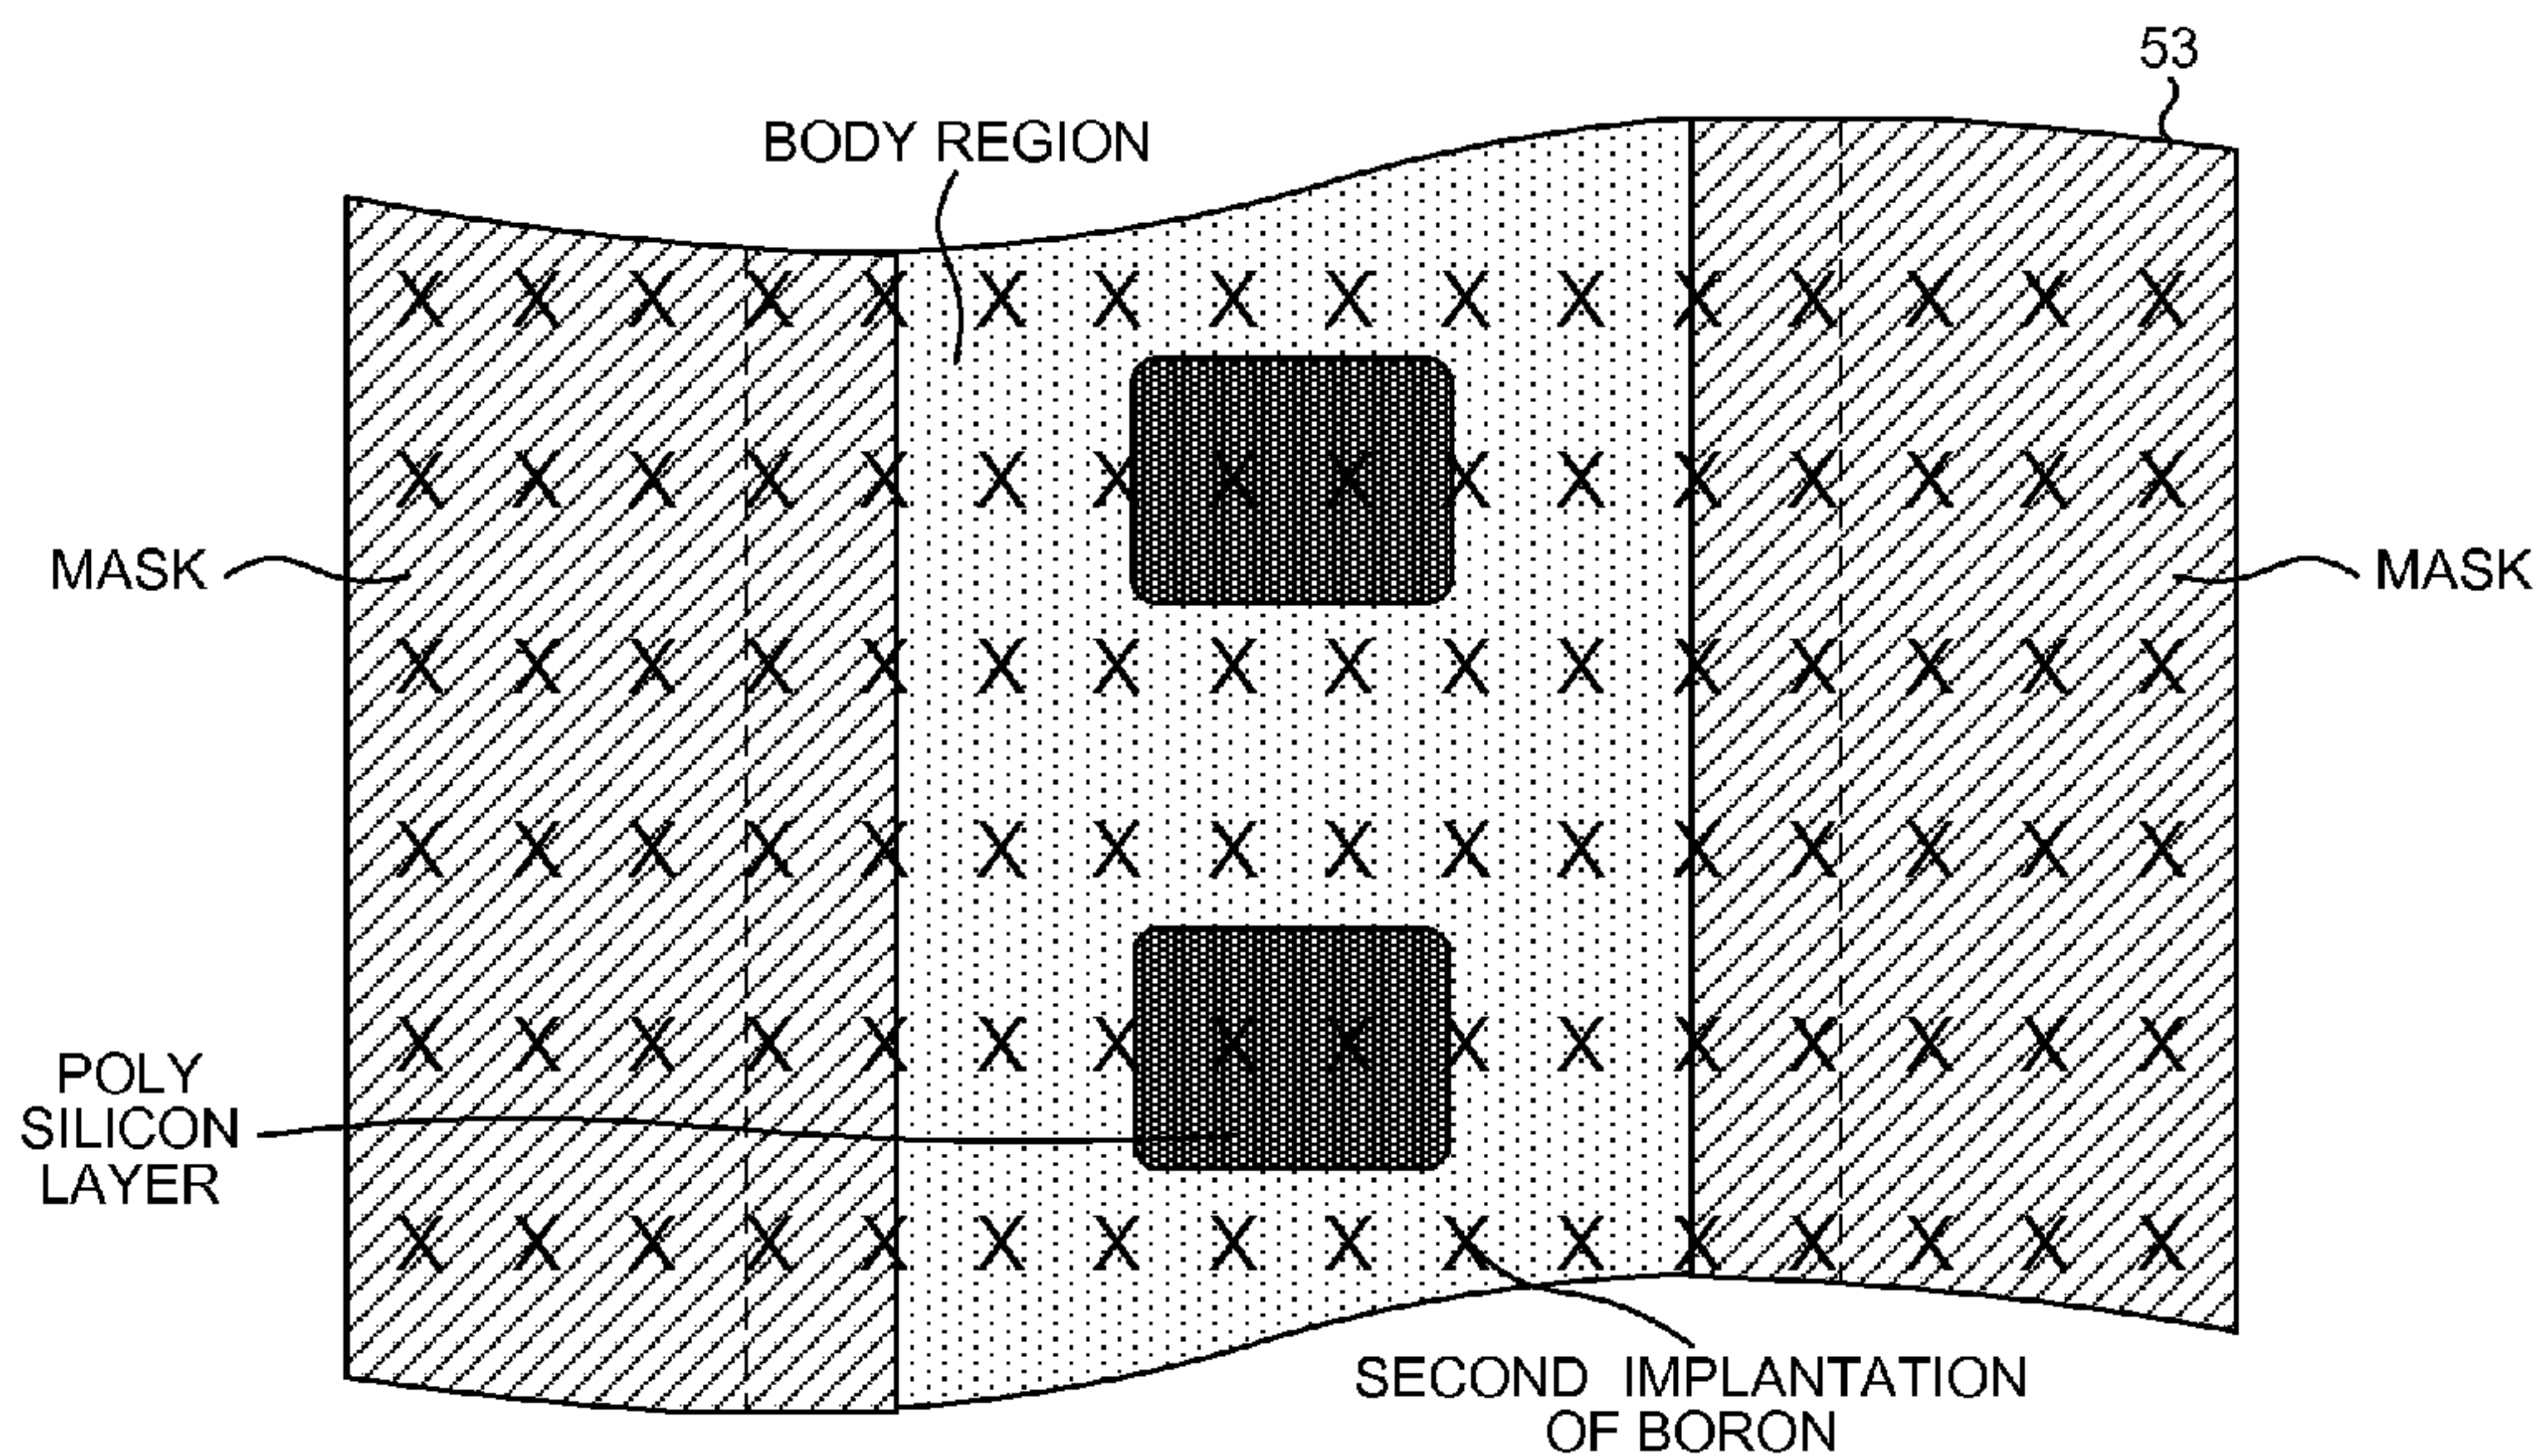 53
BODY REGION
MASK
MASK
POLY
SILICON
LAYER
SECOND IMPLANTATION
OF BORON